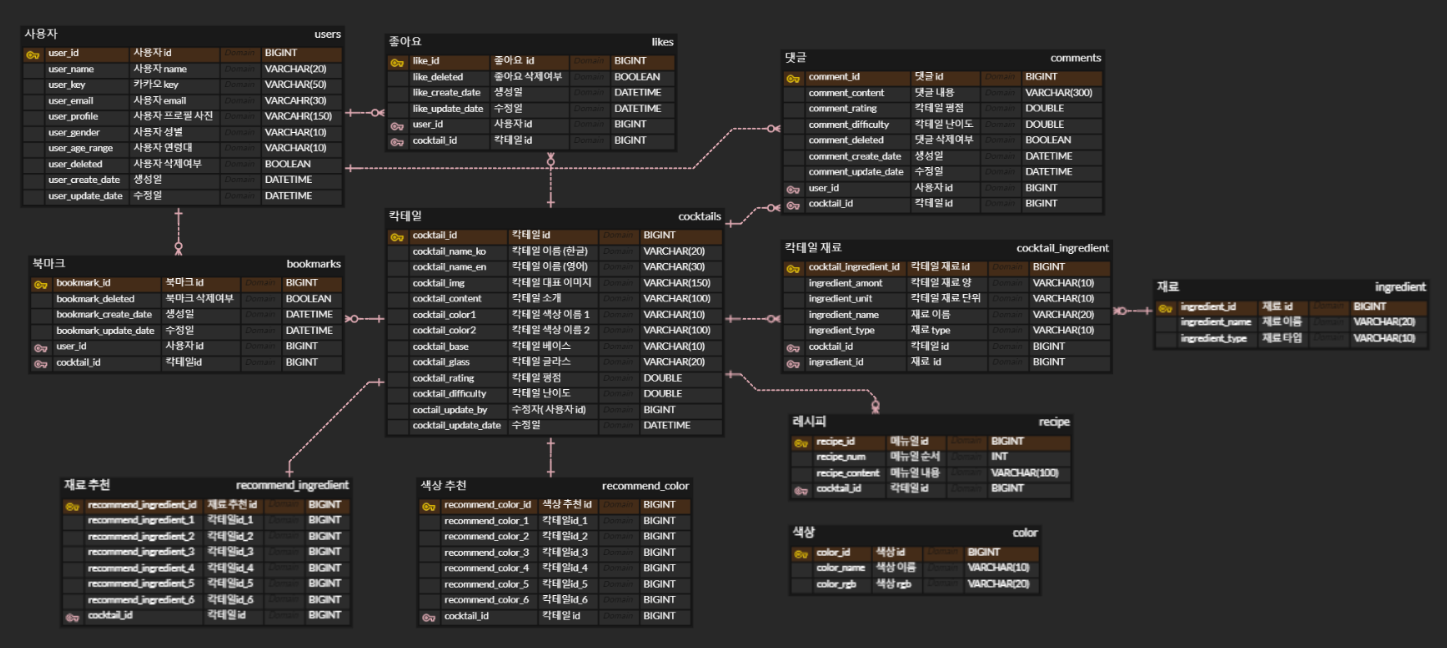 사용자 users
user_id 사용자 id Domain BIGINT
user_name 사용자 name Domain VARCHAR(20)
user_key 카카오 key Domain VARCHAR(50)
user_email 사용자 email Domain VARCAHR(30)
user_profile 사용자 프로필 사진 Domain VARCAHR(150)
user_gender 사용자 성별 Domain VARCHAR(10)
user_age_range 사용자 연령대 Domain VARCHAR(10)
user_deleted 사용자 삭제여부 Domain BOOLEAN
user_create_date 생성일 Domain DATETIME
user_update_date 수정일 Domain DATETIME
좋아요 likes
like_id 좋아요 id Domain BIGINT
like_deleted 좋아요 삭제여부 Domain BOOLEAN
like_create_date 생성일 Domain DATETIME
like_update_date 수정일 Domain DATETIME
user_id 사용자 id Domain BIGINT
cocktail_id 칵테일 id Domain BIGINT
댓글 comments
comment_id 댓글 id Domain BIGINT
comment_content 댓글 내용 Domain VARCHAR(300)
comment_rating 칵테일 평점 Domain DOUBLE
comment_difficulty 칵테일 난이도 Domain DOUBLE
comment_deleted 댓글 삭제여부 Domain BOOLEAN
comment_create_date 생성일 Domain DATETIME
comment_update_date 수정일 Domain DATETIME
user_id 사용자 id Domain BIGINT
cocktail_id 칵테일 id Domain BIGINT
북마크 bookmarks
bookmark_id 북마크 id Domain BIGINT
bookmark_deleted 북마크 삭제여부 Domain BOOLEAN
bookmark_create_date 생성일 Domain DATETIME
bookmark_update_date 수정일 Domain DATETIME
user_id 사용자 id Domain BIGINT
cocktail_id 칵테일id Domain BIGINT
칵테일 cocktails
cocktail_id 칵테일 id Domain BIGINT
cocktail_name_ko 칵테일 이름 (한글) Domain VARCHAR(20)
cocktail_name_en 칵테일 이름 (영어) Domain VARCHAR(30)
cocktail_img 칵테일 대표 이미지 Domain VARCHAR(150)
cocktail_content 칵테일 소개 Domain VARCHAR(100)
cocktail_color1 칵테일 색상 이름 1 Domain VARCHAR(10)
cocktail_color2 칵테일 색상 이름 2 Domain VARCHAR(100)
cocktail_base 칵테일 베이스 Domain VARCHAR(10)
cocktail_glass 칵테일 글라스 Domain VARCHAR(20)
cocktail_rating 칵테일 평점 Domain DOUBLE
cocktail_difficulty 칵테일 난이도 Domain DOUBLE
coctail_update_by 수정자( 사용자 id) Domain BIGINT
cocktail_update_date 수정일 Domain DATETIME
칵테일 재료 cocktail_ingredient
cocktail_ingredient_id 칵테일 재료 id Domain BIGINT
ingredient_amont 칵테일 재료 양 Domain VARCHAR(10)
ingredient_unit 칵테일 재료 단위 Domain VARCHAR(10)
ingredient_name 재료 이름 Domain VARCHAR(20)
ingredient_type 재료 type Domain VARCHAR(10)
cocktail_id 칵테일 id Domain BIGINT
ingredient_id 재료 id Domain BIGINT
재료 ingredient
ingredient_id 재료 id Domain BIGINT
ingredient_name 재료 이름 Domain VARCHAR(20)
ingredient_type 재료 타입 Domain VARCHAR(10)
레시피 recipe
recipe_id 메뉴얼 id Domain BIGINT
recipe_num 메뉴얼 순서 Domain INT
recipe_content 메뉴얼 내용 Domain VARCHAR(100)
cocktail_id 칵테일 id Domain BIGINT
재료 추천 recommend_ingredient
recommend_ingredient_id 재료 추천 id Domain BIGINT
recommend_ingredient_1 칵테일id_1 Domain BIGINT
recommend_ingredient_2 칵테일id_2 Domain BIGINT
recommend_ingredient_3 칵테일id_3 Domain BIGINT
recommend_ingredient_4 칵테일id_4 Domain BIGINT
recommend_ingredient_5 칵테일id_5 Domain BIGINT
recommend_ingredient_6 칵테일id_6 Domain BIGINT
cocktail_id 칵테일 id Domain BIGINT
색상 추천 recommend_color
recommend_color_id 색상 추천 id Domain BIGINT
recommend_color_1 칵테일id_1 Domain BIGINT
recommend_color_2 칵테일id_2 Domain BIGINT
recommend_color_3 칵테일id_3 Domain BIGINT
recommend_color_4 칵테일id_4 Domain BIGINT
recommend_color_5 칵테일id_5 Domain BIGINT
recommend_color_6 칵테일id_6 Domain BIGINT
cocktail_id 칵테일 id Domain BIGINT
색상 color
color_id 색상 id Domain BIGINT
color_name 색상 이름 Domain VARCHAR(10)
color_rgb 색상 rgb Domain VARCHAR(20)